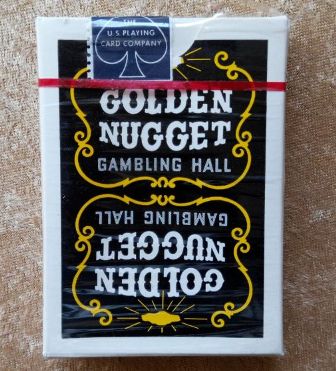 THE
U.S. PLAYING
CARD COMPANY
GOLDEN
NUGGET
GAMBLING HALL
GAMBLING HALL
NUGGET
GOLDEN